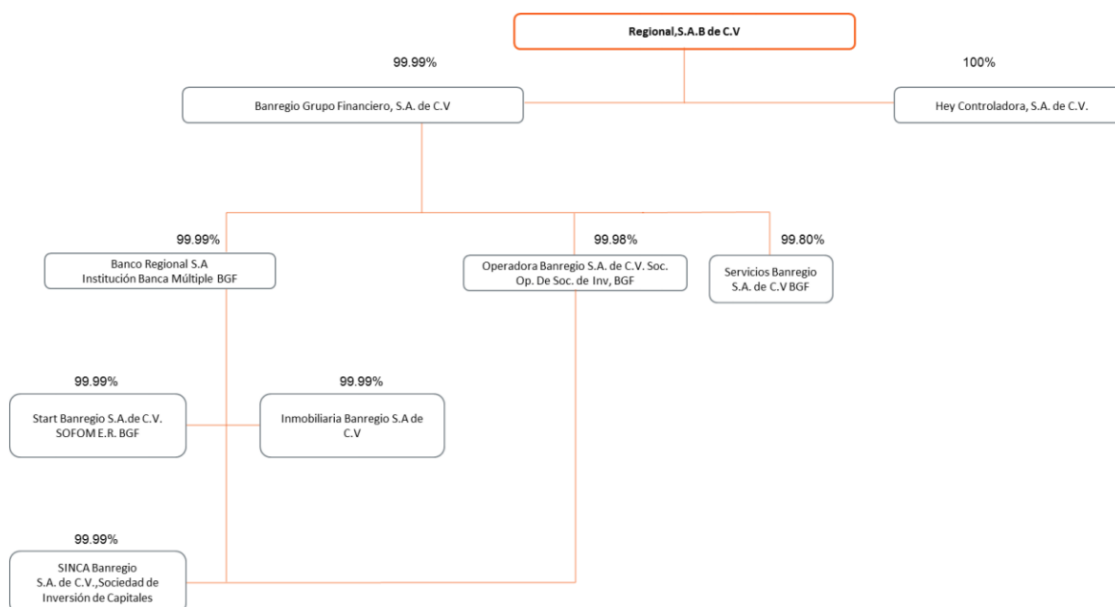 Regional,S.A.B de C.V
99.99%
100%
Banregio Grupo Financiero, S.A. de C.V
Hey Controladora, S.A. de C.V.
99.99%
99.98%
99.80%
Banco Regional S.A
Institución Banca Múltiple BGF
Operadora Banregio S.A. de C.V. Soc.
Op. De Soc. de Inv, BGF
Servicios Banregio
S.A. de C.V BGF
99.99%
99.99%
Start Banregio S.A.de C.V.
SOFOM E.R. BGF
Inmobiliaria Banregio S.A de
C.V
99.99%
SINCA Banregio
S.A. de C.V.,Sociedad de
Inversión de Capitales